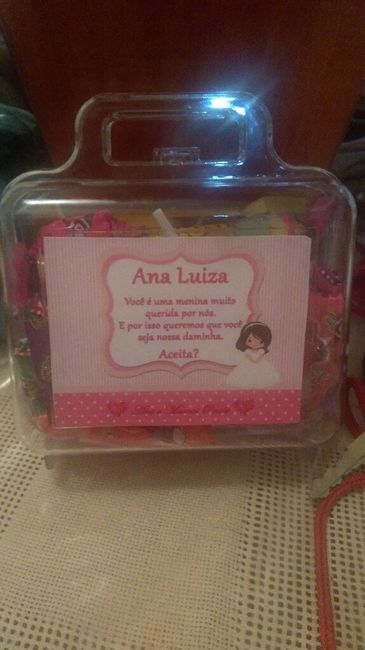 Ana Luiza
Você é uma menina muito
querida por nós.
E por isso queremos que você
seja nossa daminha.
Aceita?